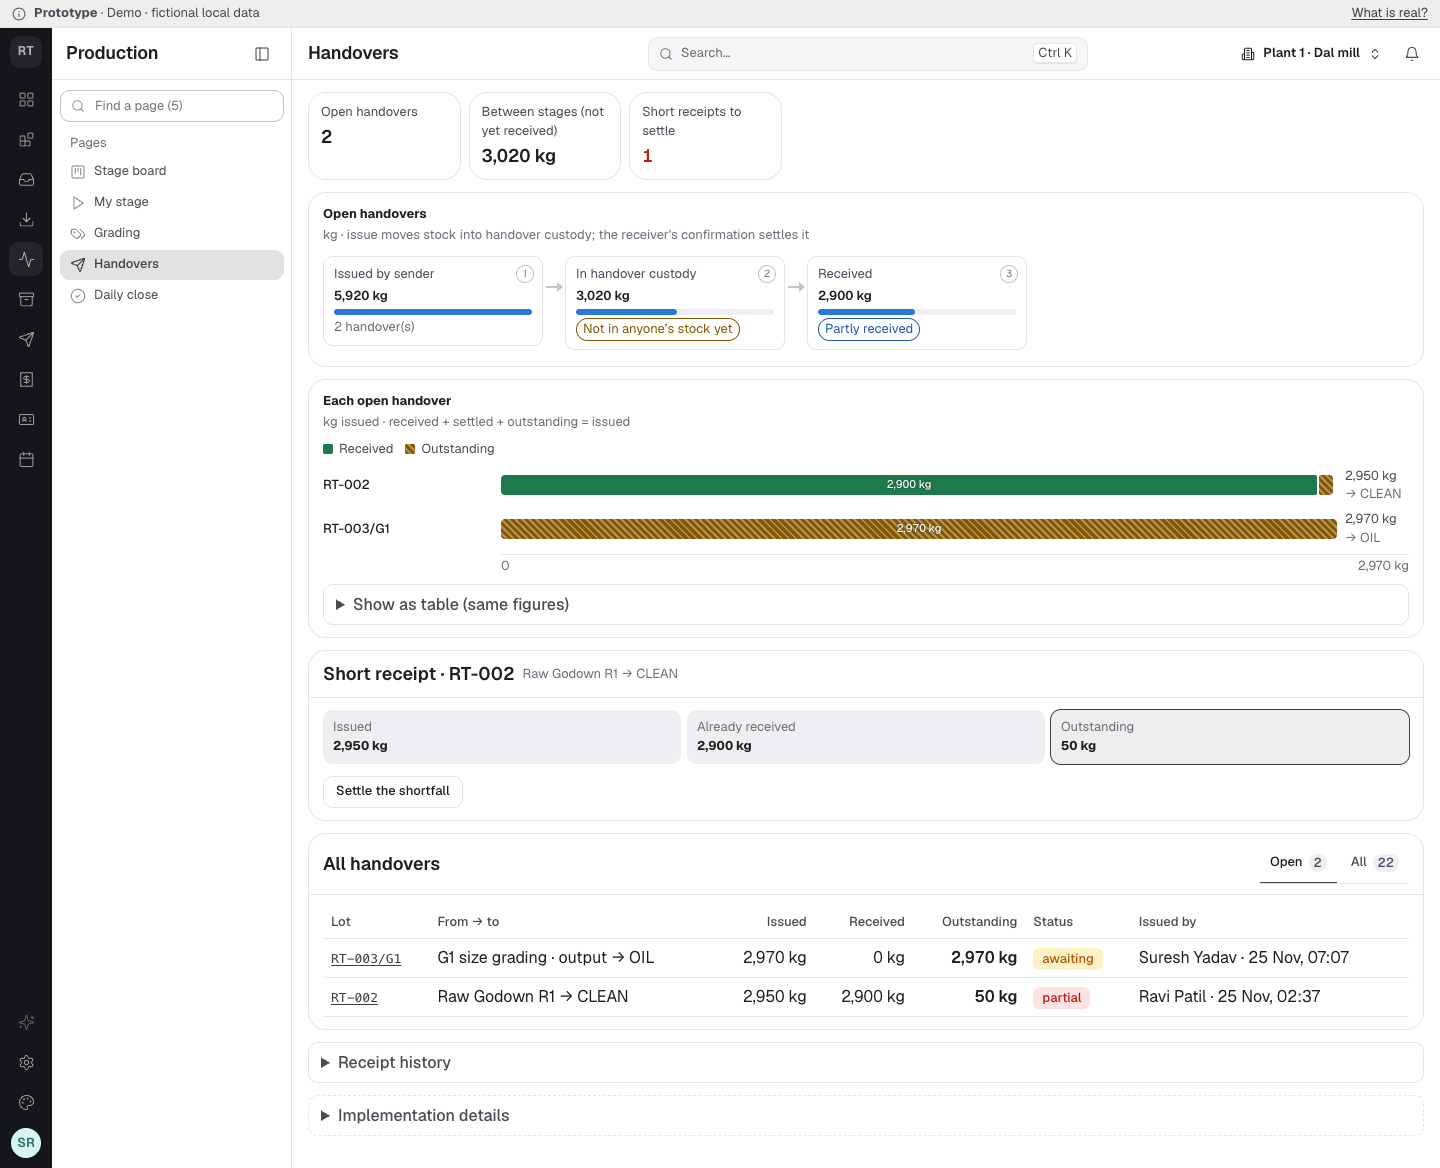 Prototype · Demo · fictional local data
What is real?
RT
Production
Handovers
Search...
Ctrl K
Plant 1 · Dal mill
Find a page (5)
Pages
Stage board
My stage
Grading
Handovers
Daily close
SR
Open handovers
2
Between stages (not
yet received)
3,020 kg
Short receipts to
settle
1
Open handovers
kg · issue moves stock into handover custody; the receiver's confirmation settles it
Issued by sender
1
5,920 kg
2 handover(s)
In handover custody
2
3,020 kg
Not in anyone's stock yet
Received
3
2,900 kg
Partly received
Each open handover
kg issued · received + settled + outstanding = issued
Received
Outstanding
RT-002
2,900 kg
2,950 kg
→ CLEAN
RT-003/G1
2,970 kg
2,970 kg
→ OIL
0
2,970 kg
Show as table (same figures)
Short receipt · RT-002 Raw Godown R1 → CLEAN
Issued
2,950 kg
Already received
2,900 kg
Outstanding
50 kg
Settle the shortfall
All handovers
Open 2
All 22
Lot From → to Issued Received Outstanding Status Issued by
RT-003/G1 G1 size grading · output → OIL 2,970 kg 0 kg 2,970 kg awaiting Suresh Yadav · 25 Nov, 07:07
RT-002 Raw Godown R1 → CLEAN 2,950 kg 2,900 kg 50 kg partial Ravi Patil · 25 Nov, 02:37
Receipt history
Implementation details